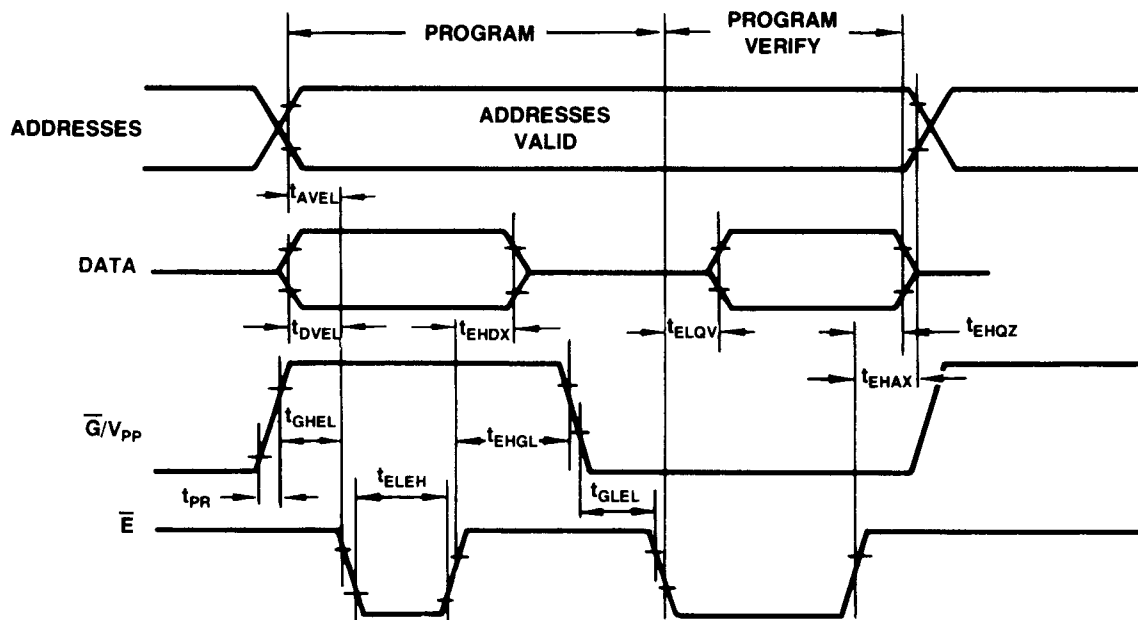 PROGRAM
PROGRAM
VERIFY
ADDRESSES
ADDRESSES
VALID
tAVEL
DATA
tDVEL
tEHDX
tELQV
tEHQZ
tEHAX
G̅/VPP
tGHEL
tEHGL
tPR
tELEH
tGLEL
E̅